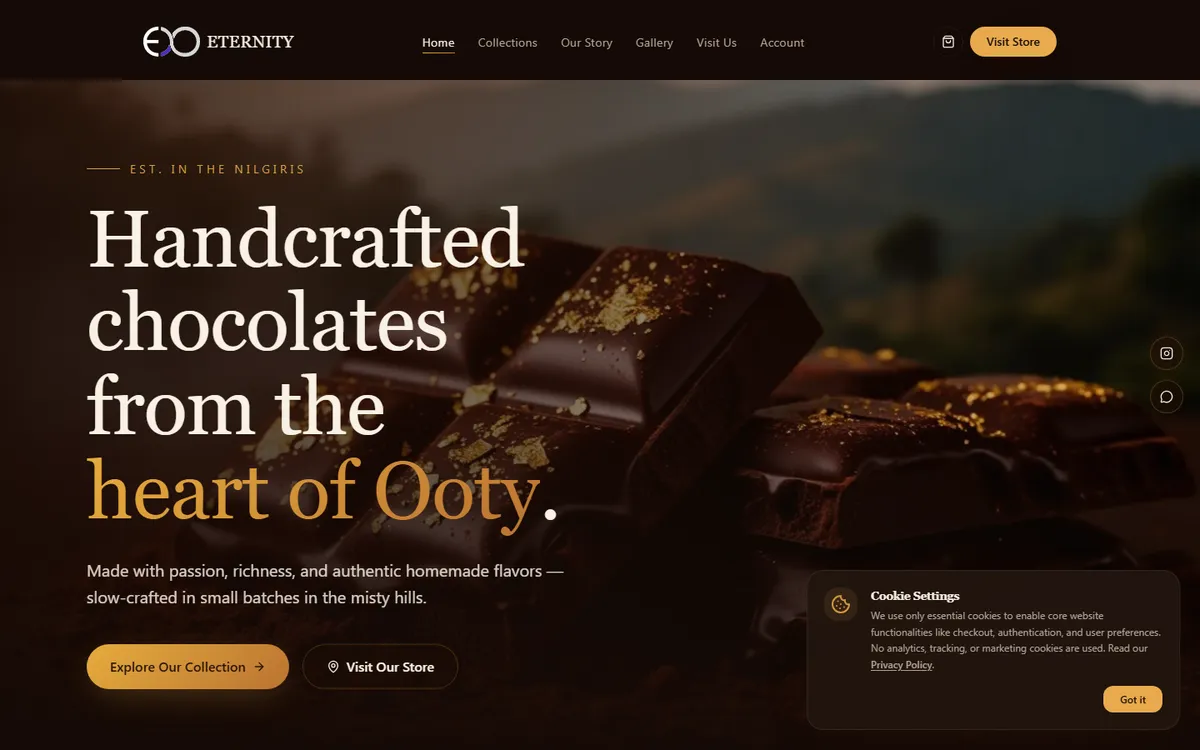 ETERNITY
Home
Collections
Our Story
Gallery
Visit Us
Account
Visit Store
EST. IN THE NILGIRIS
Handcrafted
chocolates
from the
heart of Ooty.
Made with passion, richness, and authentic homemade flavors —
slow-crafted in small batches in the misty hills.
Explore Our Collection →
Visit Our Store
Cookie Settings
We use only essential cookies to enable core website
functionalities like checkout, authentication, and user preferences.
No analytics, tracking, or marketing cookies are used. Read our
Privacy Policy.
Got it